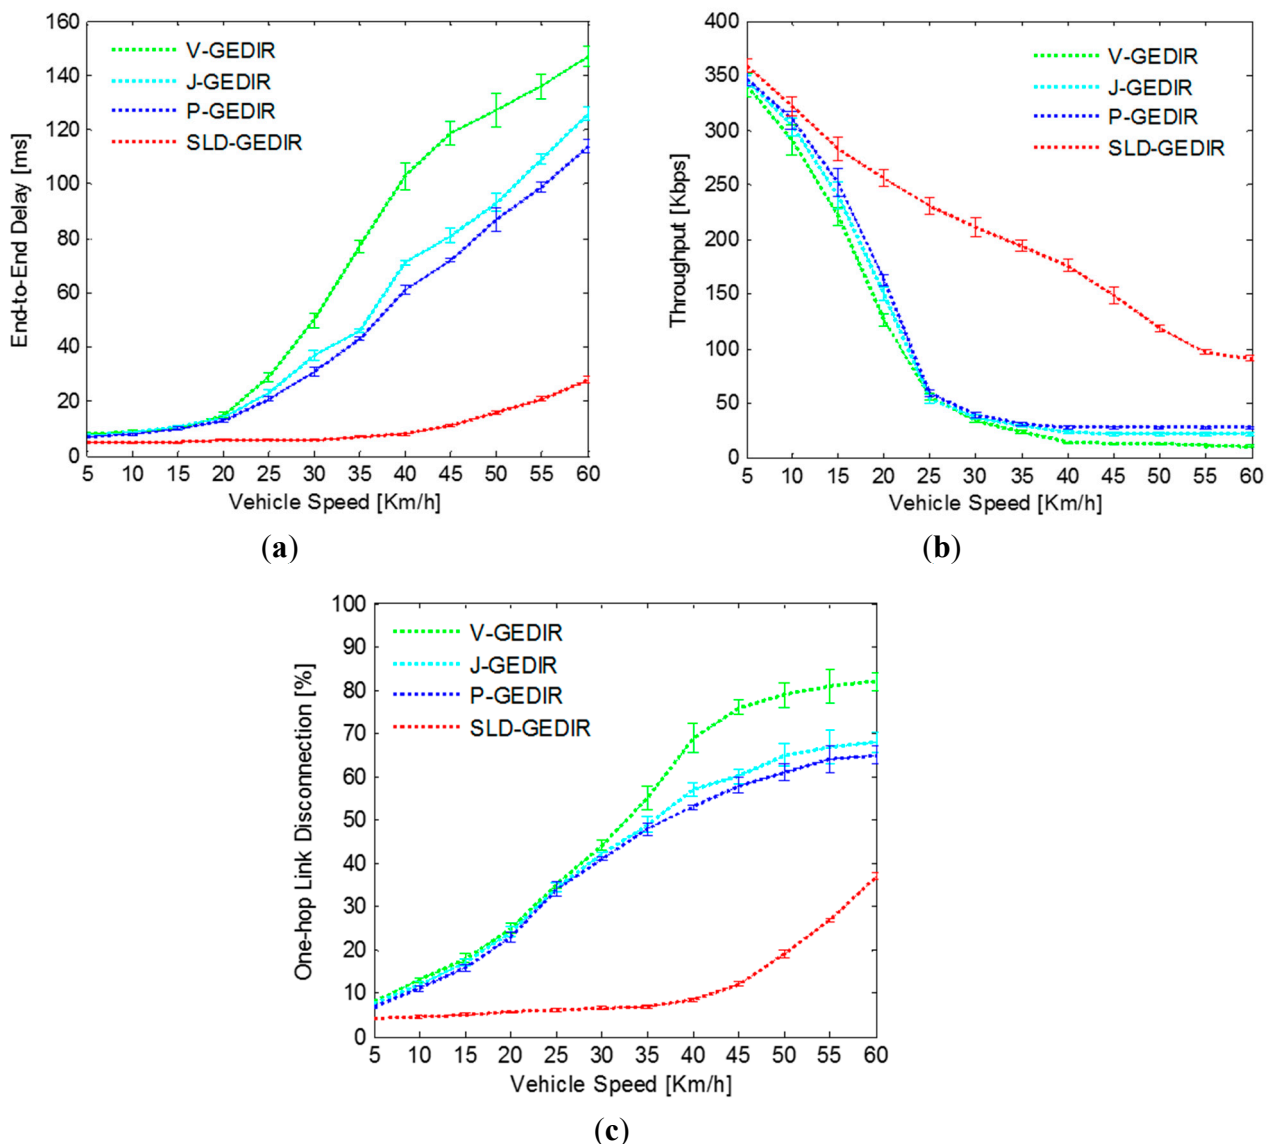 160
140
120
100
80
60
40
20
0
End-to-End Delay [ms]
V-GEDIR
J-GEDIR
P-GEDIR
SLD-GEDIR
5 10 15 20 25 30 35 40 45 50 55 60
Vehicle Speed [Km/h]
(a)
400
350
300
250
200
150
100
50
0
Throughput [Kbps]
V-GEDIR
J-GEDIR
P-GEDIR
SLD-GEDIR
5 10 15 20 25 30 35 40 45 50 55 60
Vehicle Speed [Km/h]
(b)
100
90
80
70
60
50
40
30
20
10
0
One-hop Link Disconnection [%]
V-GEDIR
J-GEDIR
P-GEDIR
SLD-GEDIR
5 10 15 20 25 30 35 40 45 50 55 60
Vehicle Speed [Km/h]
(c)